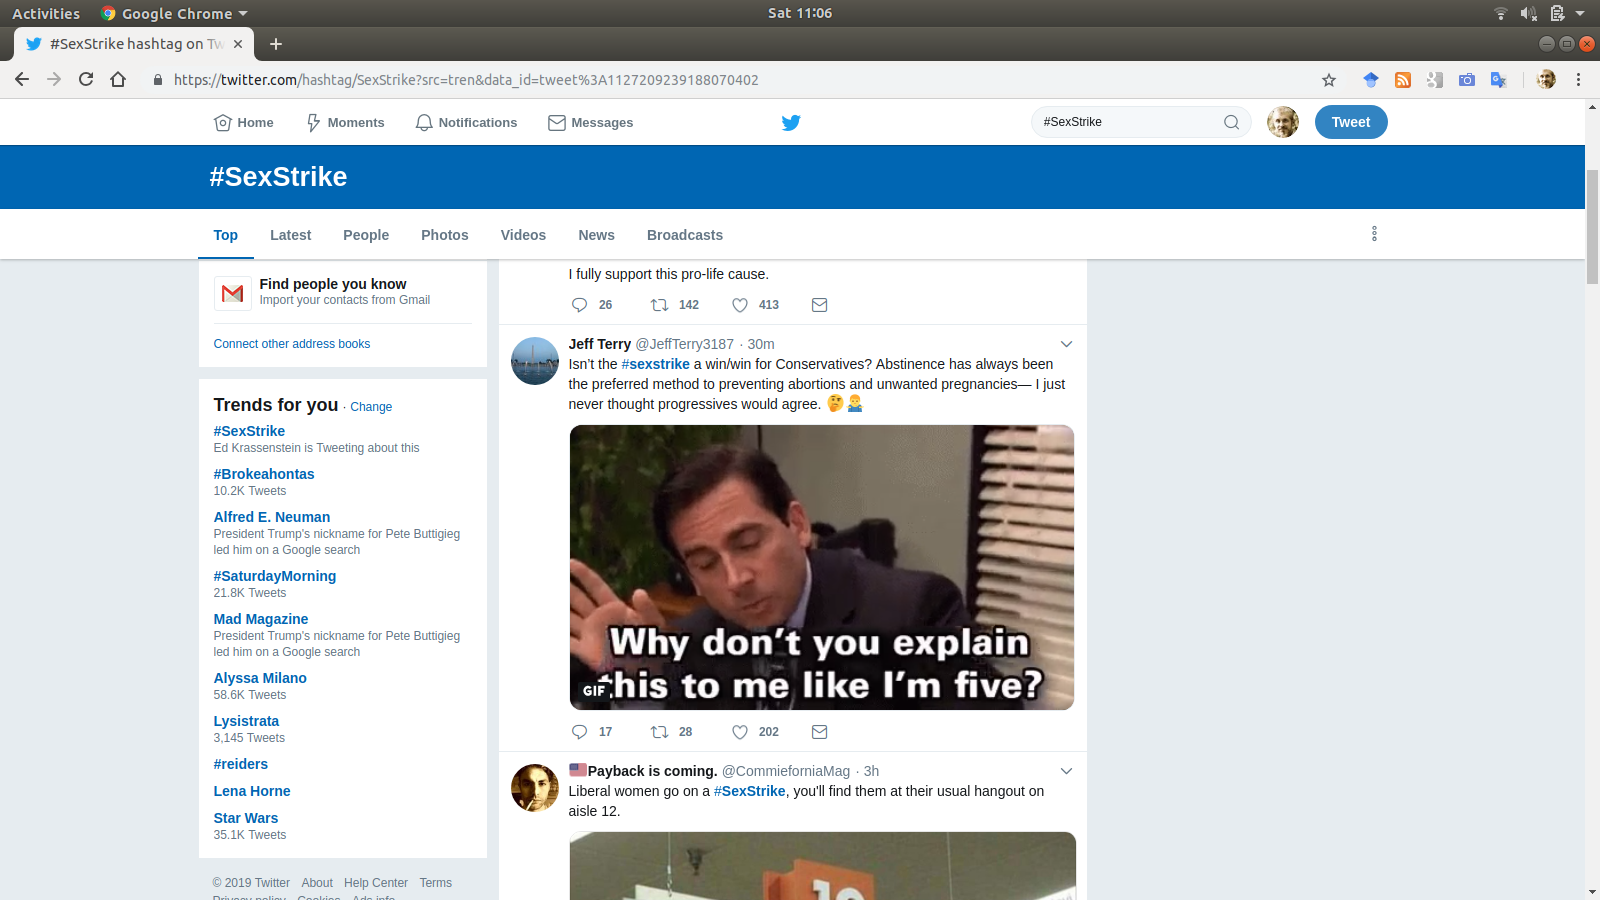 Activities
Google Chrome
Sat 11:06
#SexStrike hashtag on Tw
https://twitter.com/hashtag/SexStrike?src=tren&data_id=tweet%3A1127209239188070402
Home
Moments
Notifications
Messages
#SexStrike
Tweet
#SexStrike
Top
Latest
People
Photos
Videos
News
Broadcasts
Find people you know
Import your contacts from Gmail
Connect other address books
Trends for you · Change
#SexStrike
Ed Krassenstein is Tweeting about this
#Brokeahontas
10.2K Tweets
Alfred E. Neuman
President Trump's nickname for Pete Buttigieg
led him on a Google search
#SaturdayMorning
21.8K Tweets
Mad Magazine
President Trump's nickname for Pete Buttigieg
led him on a Google search
Alyssa Milano
58.6K Tweets
Lysistrata
3,145 Tweets
#reiders
Lena Horne
Star Wars
35.1K Tweets
© 2019 Twitter About Help Center Terms
Privacy policy Cookies Ads info
I fully support this pro-life cause.
26 142 413
Jeff Terry @JeffTerry3187 · 30m
Isn't the #sexstrike a win/win for Conservatives? Abstinence has always been
the preferred method to preventing abortions and unwanted pregnancies— I just
never thought progressives would agree. 🤔🤷‍♂️
Why don't you explain
this to me like I'm five?
GIF
17 28 202
🇺🇸Payback is coming. @CommieforniaMag · 3h
Liberal women go on a #SexStrike, you'll find them at their usual hangout on
aisle 12.